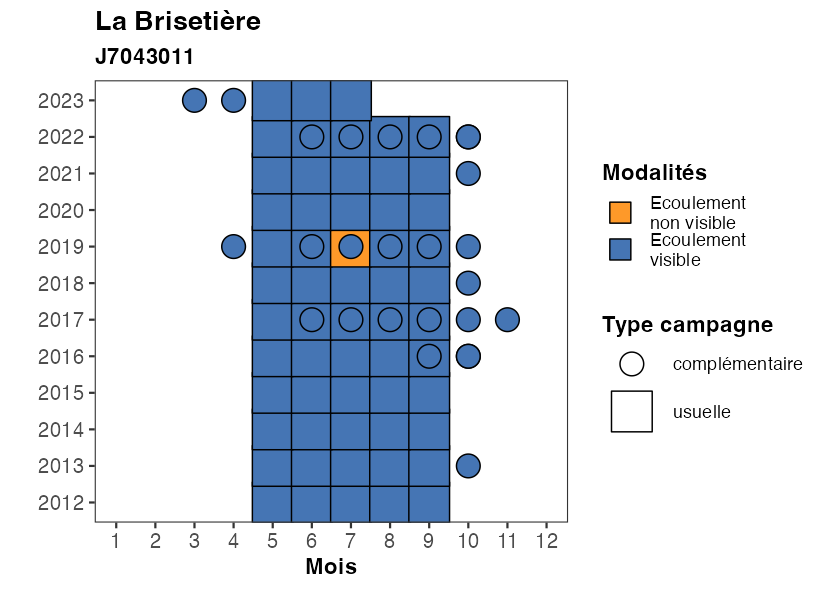 La Brisetière
J7043011
2023
2022
2021
2020
2019
2018
2017
2016
2015
2014
2013
2012
1 2 3 4 5 6 7 8 9 10 11 12
Mois
Modalités
Ecoulement
non visible
Ecoulement
visible
Type campagne
complémentaire
usuelle